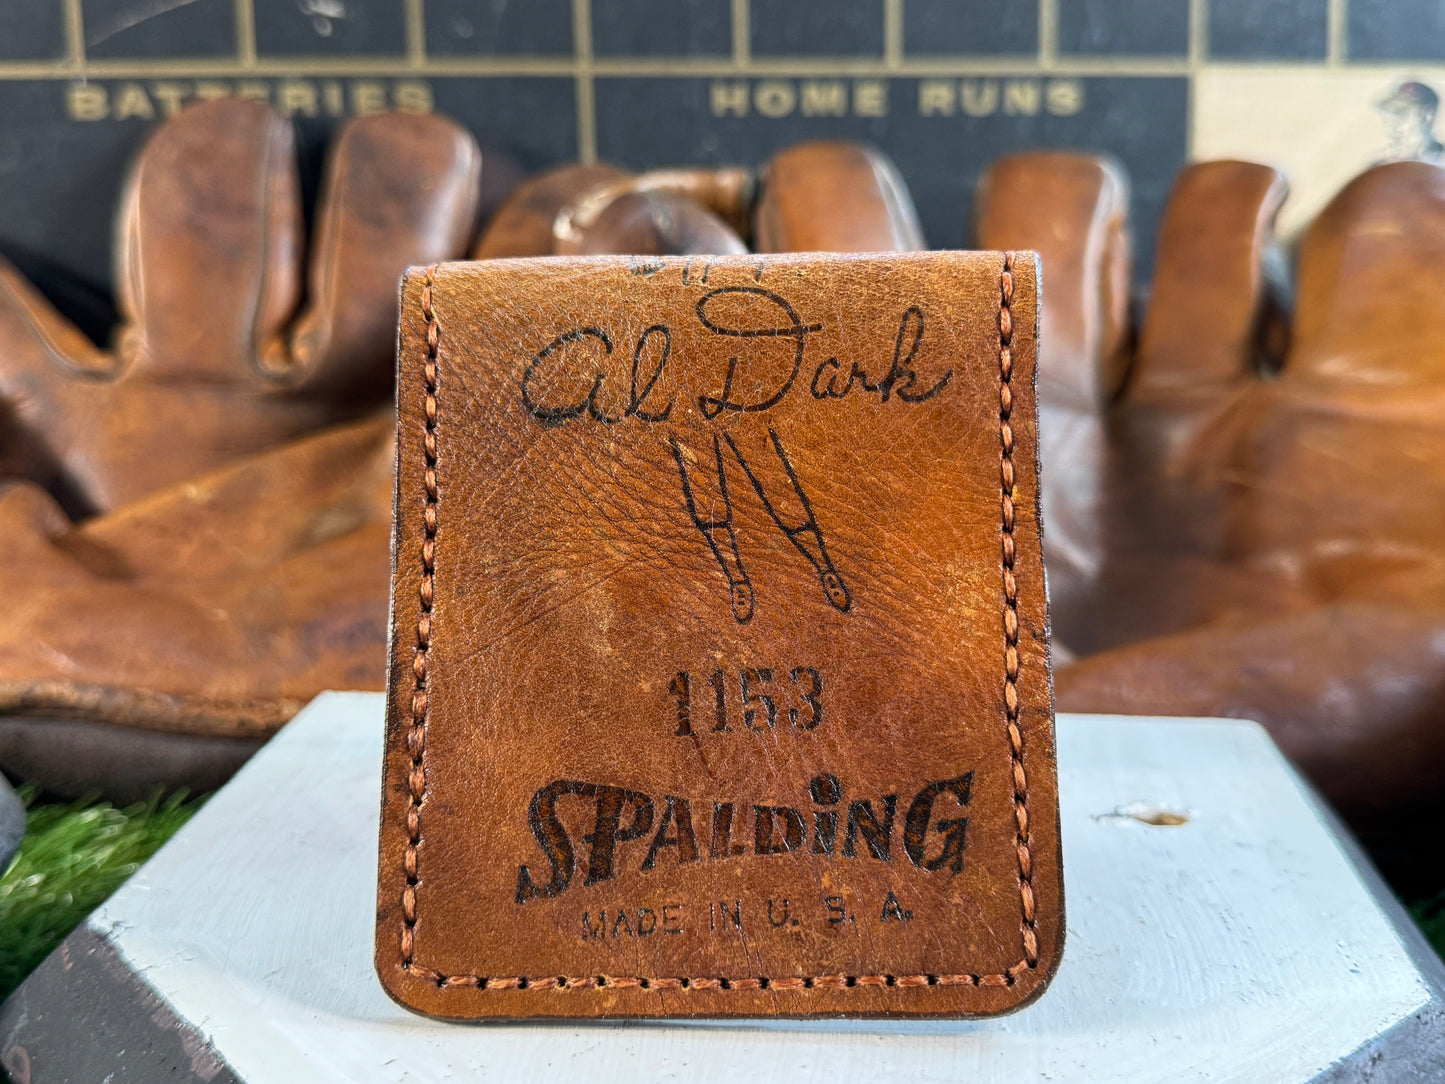 BATTERIES HOME RUNS
Al Dark
1153
SPALDiNG
MADE IN U. S. A.